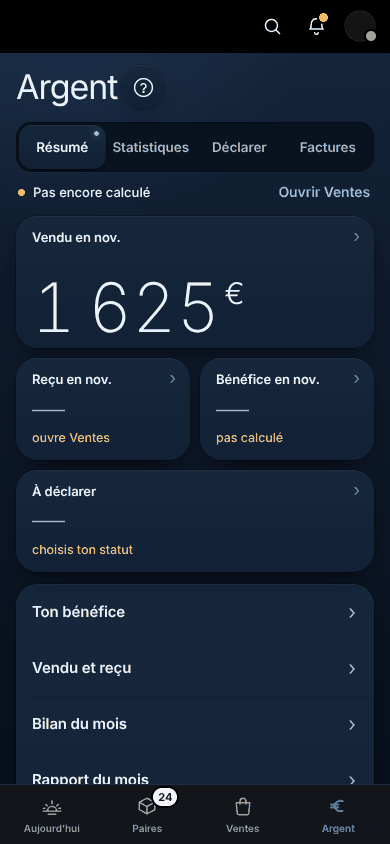 Argent ?
Résumé Statistiques Déclarer Factures
Pas encore calculé Ouvrir Ventes
Vendu en nov.
1 625 €
Reçu en nov. Bénéfice en nov.
ouvre Ventes pas calculé
À déclarer
choisis ton statut
Ton bénéfice
Vendu et reçu
Bilan du mois
Rapport du mois
24
Aujourd'hui Paires Ventes Argent